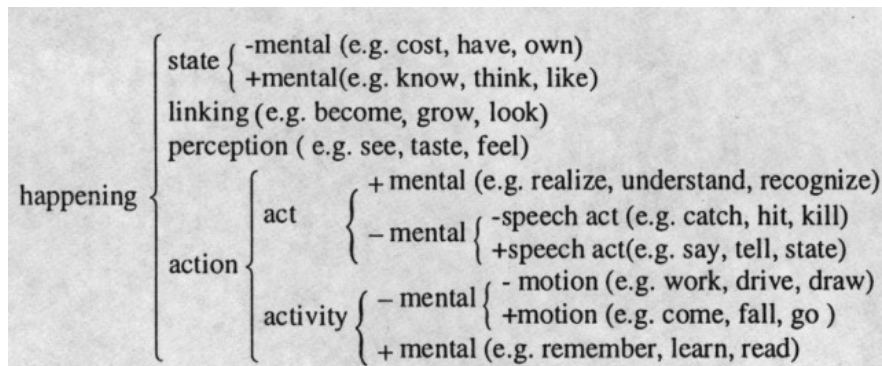 state -mental (e.g. cost, have, own)
+mental(e.g. know, think, like)
linking (e.g. become, grow, look)
perception ( e.g. see, taste, feel)
happening
action
act
+ mental (e.g. realize, understand, recognize)
– mental
-speech act (e.g. catch, hit, kill)
+speech act(e.g. say, tell, state)
activity
– mental
- motion (e.g. work, drive, draw)
+motion (e.g. come, fall, go )
+ mental (e.g. remember, learn, read)